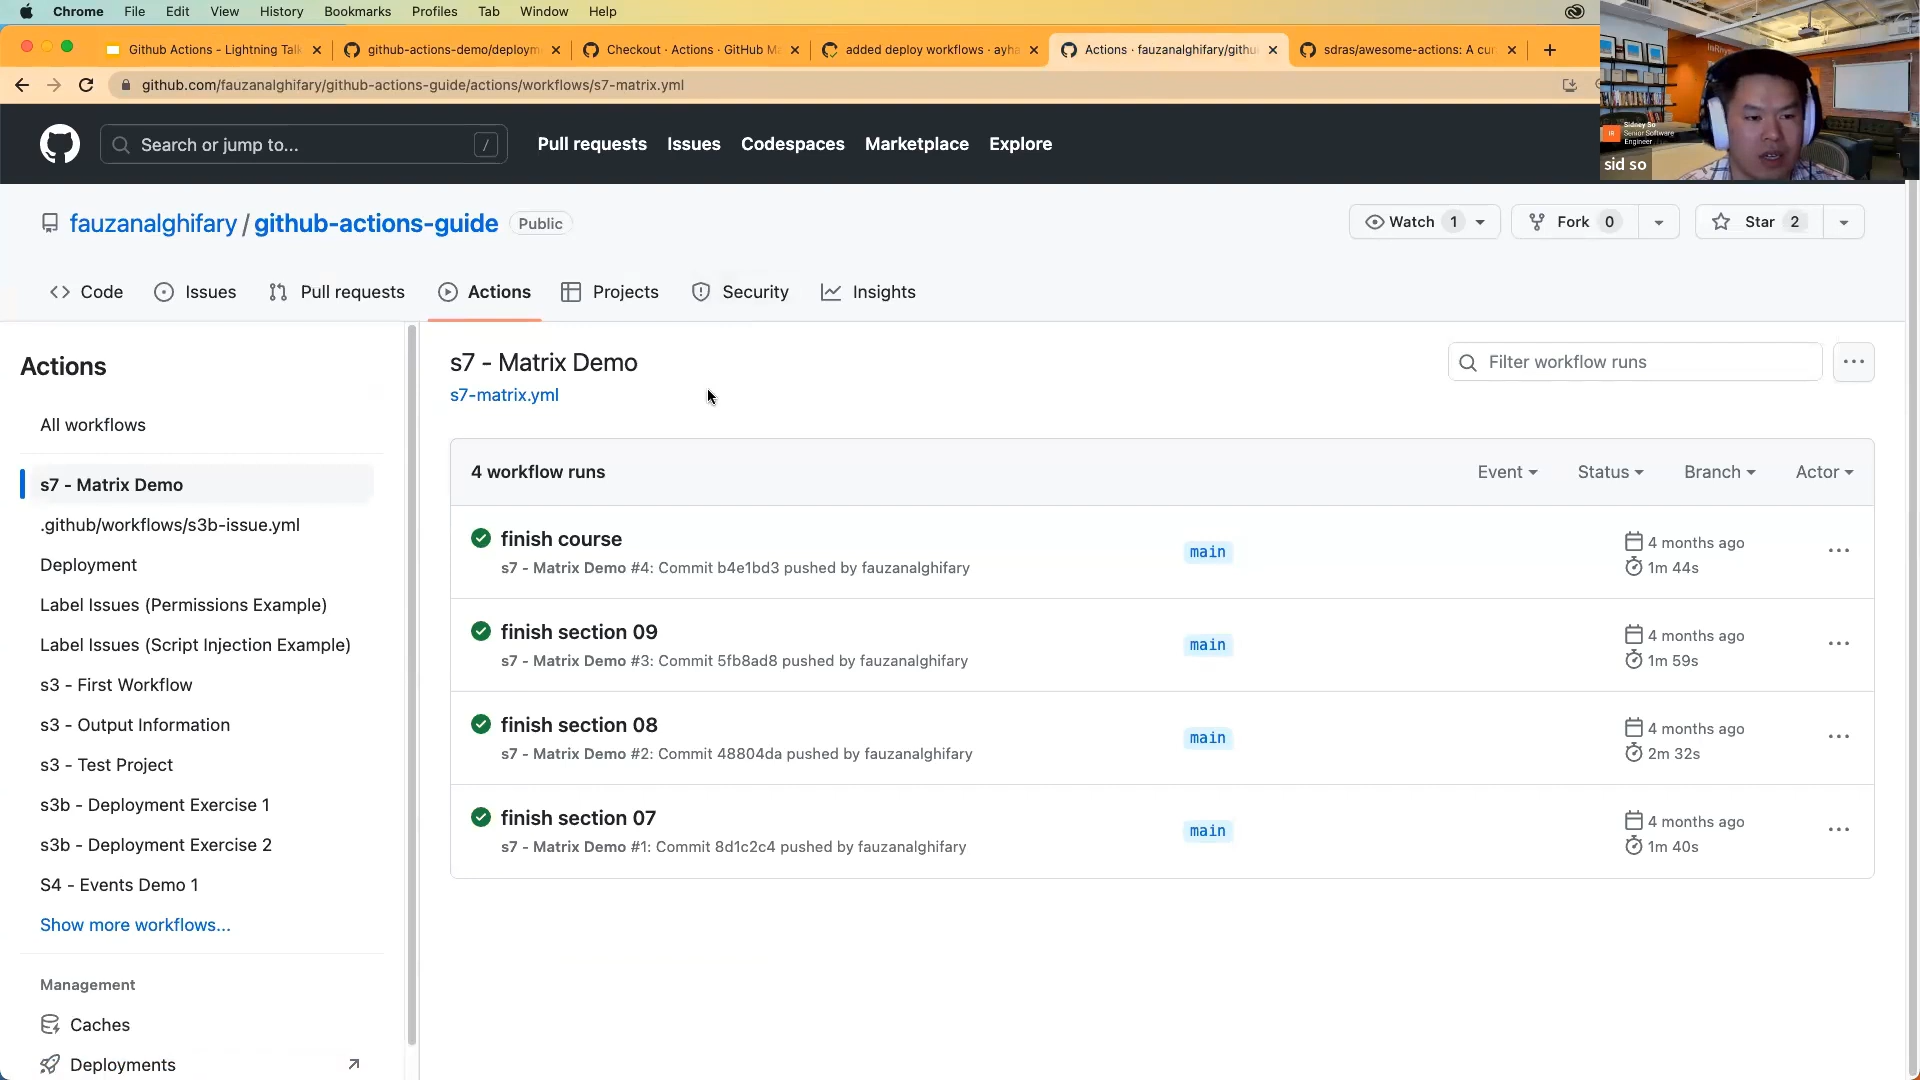 Chrome File Edit View History Bookmarks Profiles Tab Window Help
Github Actions - Lightning Talk
github-actions-demo/deploym
Checkout · Actions · GitHub Ma
added deploy workflows · ayha
Actions · fauzanalghifary/githu
sdras/awesome-actions: A cur
github.com/fauzanalghifary/github-actions-guide/actions/workflows/s7-matrix.yml
Sidney So
Senior Software
Engineer
IR
sid so
Search or jump to... /
Pull requests Issues Codespaces Marketplace Explore
fauzanalghifary / github-actions-guide Public
Watch 1
Fork 0
Star 2
Code Issues Pull requests Actions Projects Security Insights
Actions
All workflows
s7 - Matrix Demo
.github/workflows/s3b-issue.yml
Deployment
Label Issues (Permissions Example)
Label Issues (Script Injection Example)
s3 - First Workflow
s3 - Output Information
s3 - Test Project
s3b - Deployment Exercise 1
s3b - Deployment Exercise 2
S4 - Events Demo 1
Show more workflows...
Management
Caches
Deployments
s7 - Matrix Demo
s7-matrix.yml
Filter workflow runs
4 workflow runs
Event Status Branch Actor
finish course
s7 - Matrix Demo #4: Commit b4e1bd3 pushed by fauzanalghifary
main
4 months ago
1m 44s
finish section 09
s7 - Matrix Demo #3: Commit 5fb8ad8 pushed by fauzanalghifary
main
4 months ago
1m 59s
finish section 08
s7 - Matrix Demo #2: Commit 48804da pushed by fauzanalghifary
main
4 months ago
2m 32s
finish section 07
s7 - Matrix Demo #1: Commit 8d1c2c4 pushed by fauzanalghifary
main
4 months ago
1m 40s